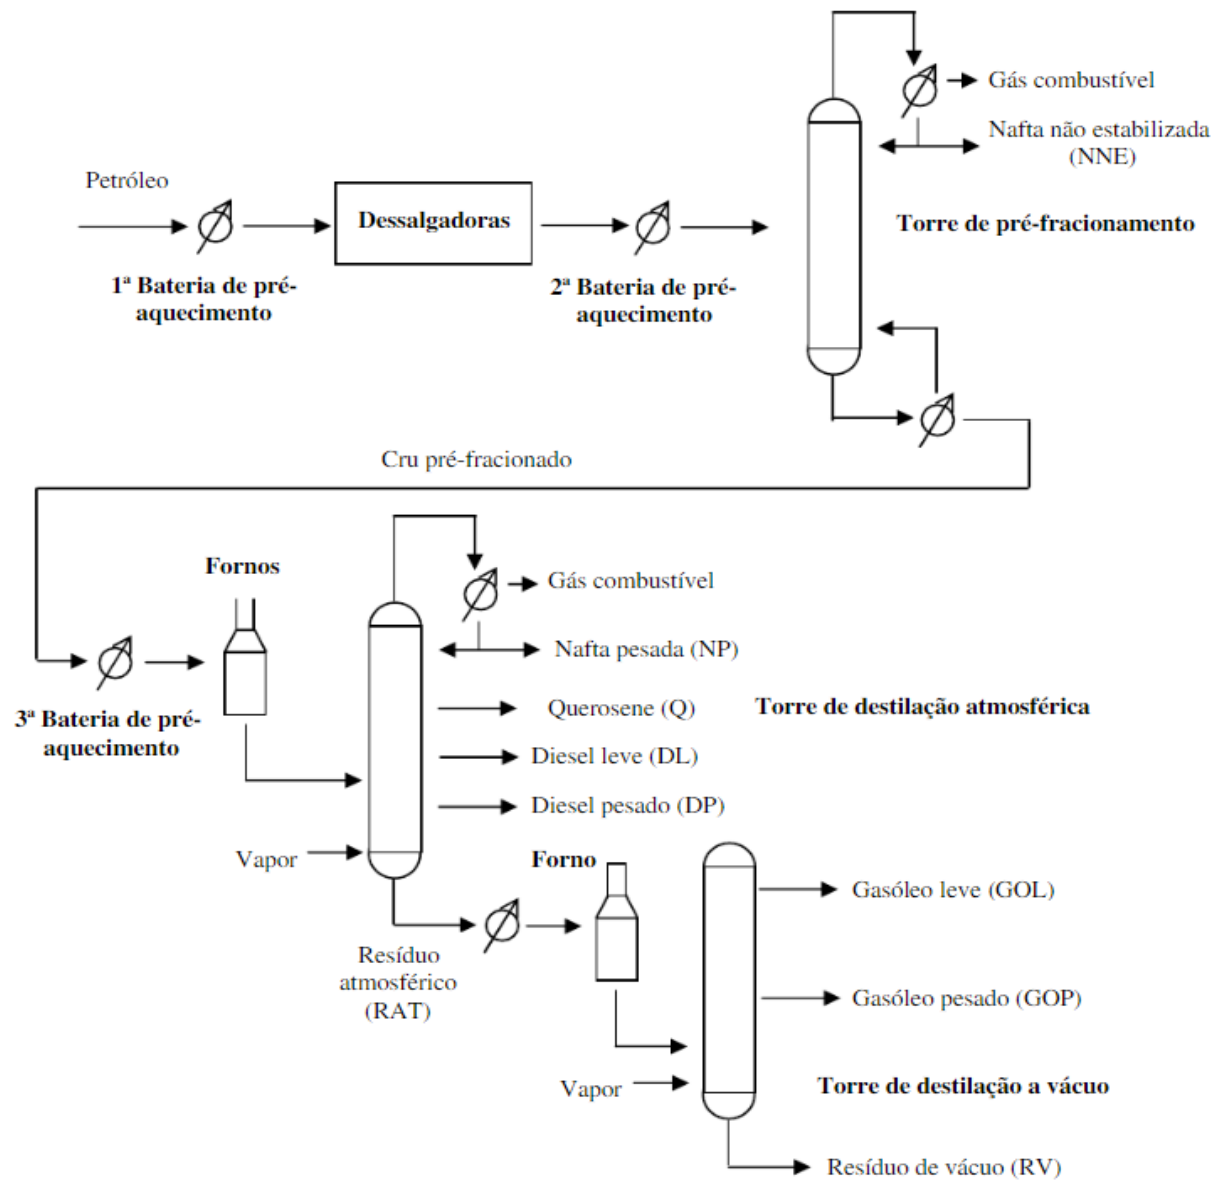 Gás combustível
Nafta não estabilizada
(NNE)
Petróleo
Dessalgadoras
Torre de pré-fracionamento
1ª Bateria de pré-
aquecimento
2ª Bateria de pré-
aquecimento
Cru pré-fracionado
Fornos
Gás combustível
Nafta pesada (NP)
Querosene (Q)
Torre de destilação atmosférica
3ª Bateria de pré-
aquecimento
Diesel leve (DL)
Diesel pesado (DP)
Vapor
Forno
Gasóleo leve (GOL)
Resíduo
atmosférico
(RAT)
Gasóleo pesado (GOP)
Vapor
Torre de destilação a vácuo
Resíduo de vácuo (RV)